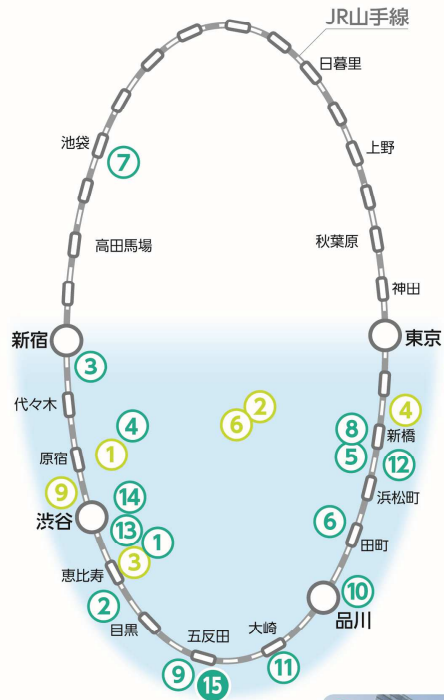 JR山手線
日暮里
池袋
上野
⑦
高田馬場
秋葉原
神田
新宿
東京
③
代々木
②
④
④
⑥
⑧
新橋
原宿
①
⑤
⑫
⑨
⑭
浜松町
渋谷
⑬
①
⑥
田町
③
恵比寿
②
⑩
目黒
品川
五反田
大崎
⑨
⑪
⑮